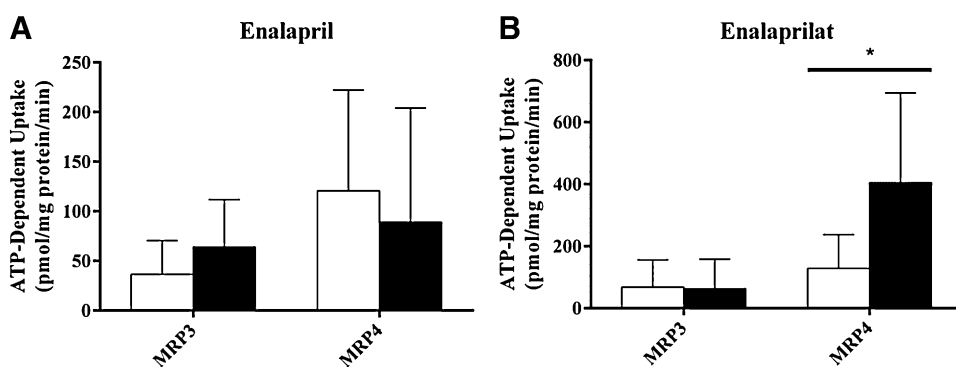 A
Enalapril
ATP-Dependent Uptake
(pmol/mg protein/min)
250
200
150
100
50
0
MRP3
MRP4
B
Enalaprilat
ATP-Dependent Uptake
(pmol/mg protein/min)
800
600
400
200
0
*
MRP3
MRP4